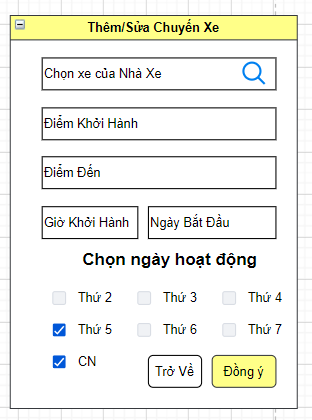 Thêm/Sửa Chuyến Xe
Chọn xe của Nhà Xe
Điểm Khởi Hành
Điểm Đến
Giờ Khởi Hành Ngày Bắt Đầu
Chọn ngày hoạt động
Thứ 2 Thứ 3 Thứ 4
Thứ 5 Thứ 6 Thứ 7
CN Trở Về Đồng ý